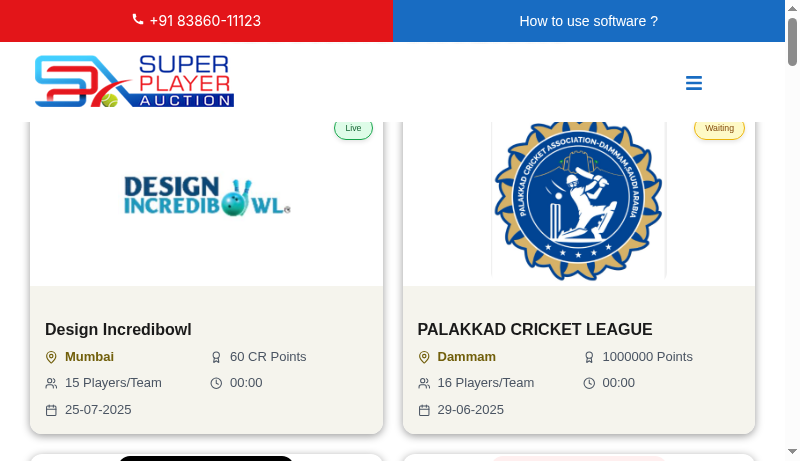 +91 83860-11123
How to use software ?
SUPER
PLAYER
AUCTION
Live
Waiting
DESIGN
INCREDIBOWL
PALAKKAD CRICKET ASSOCIATION-DAMMAM, SAUDI ARABIA
Design Incredibowl
Mumbai
60 CR Points
15 Players/Team
00:00
25-07-2025
PALAKKAD CRICKET LEAGUE
Dammam
1000000 Points
16 Players/Team
00:00
29-06-2025